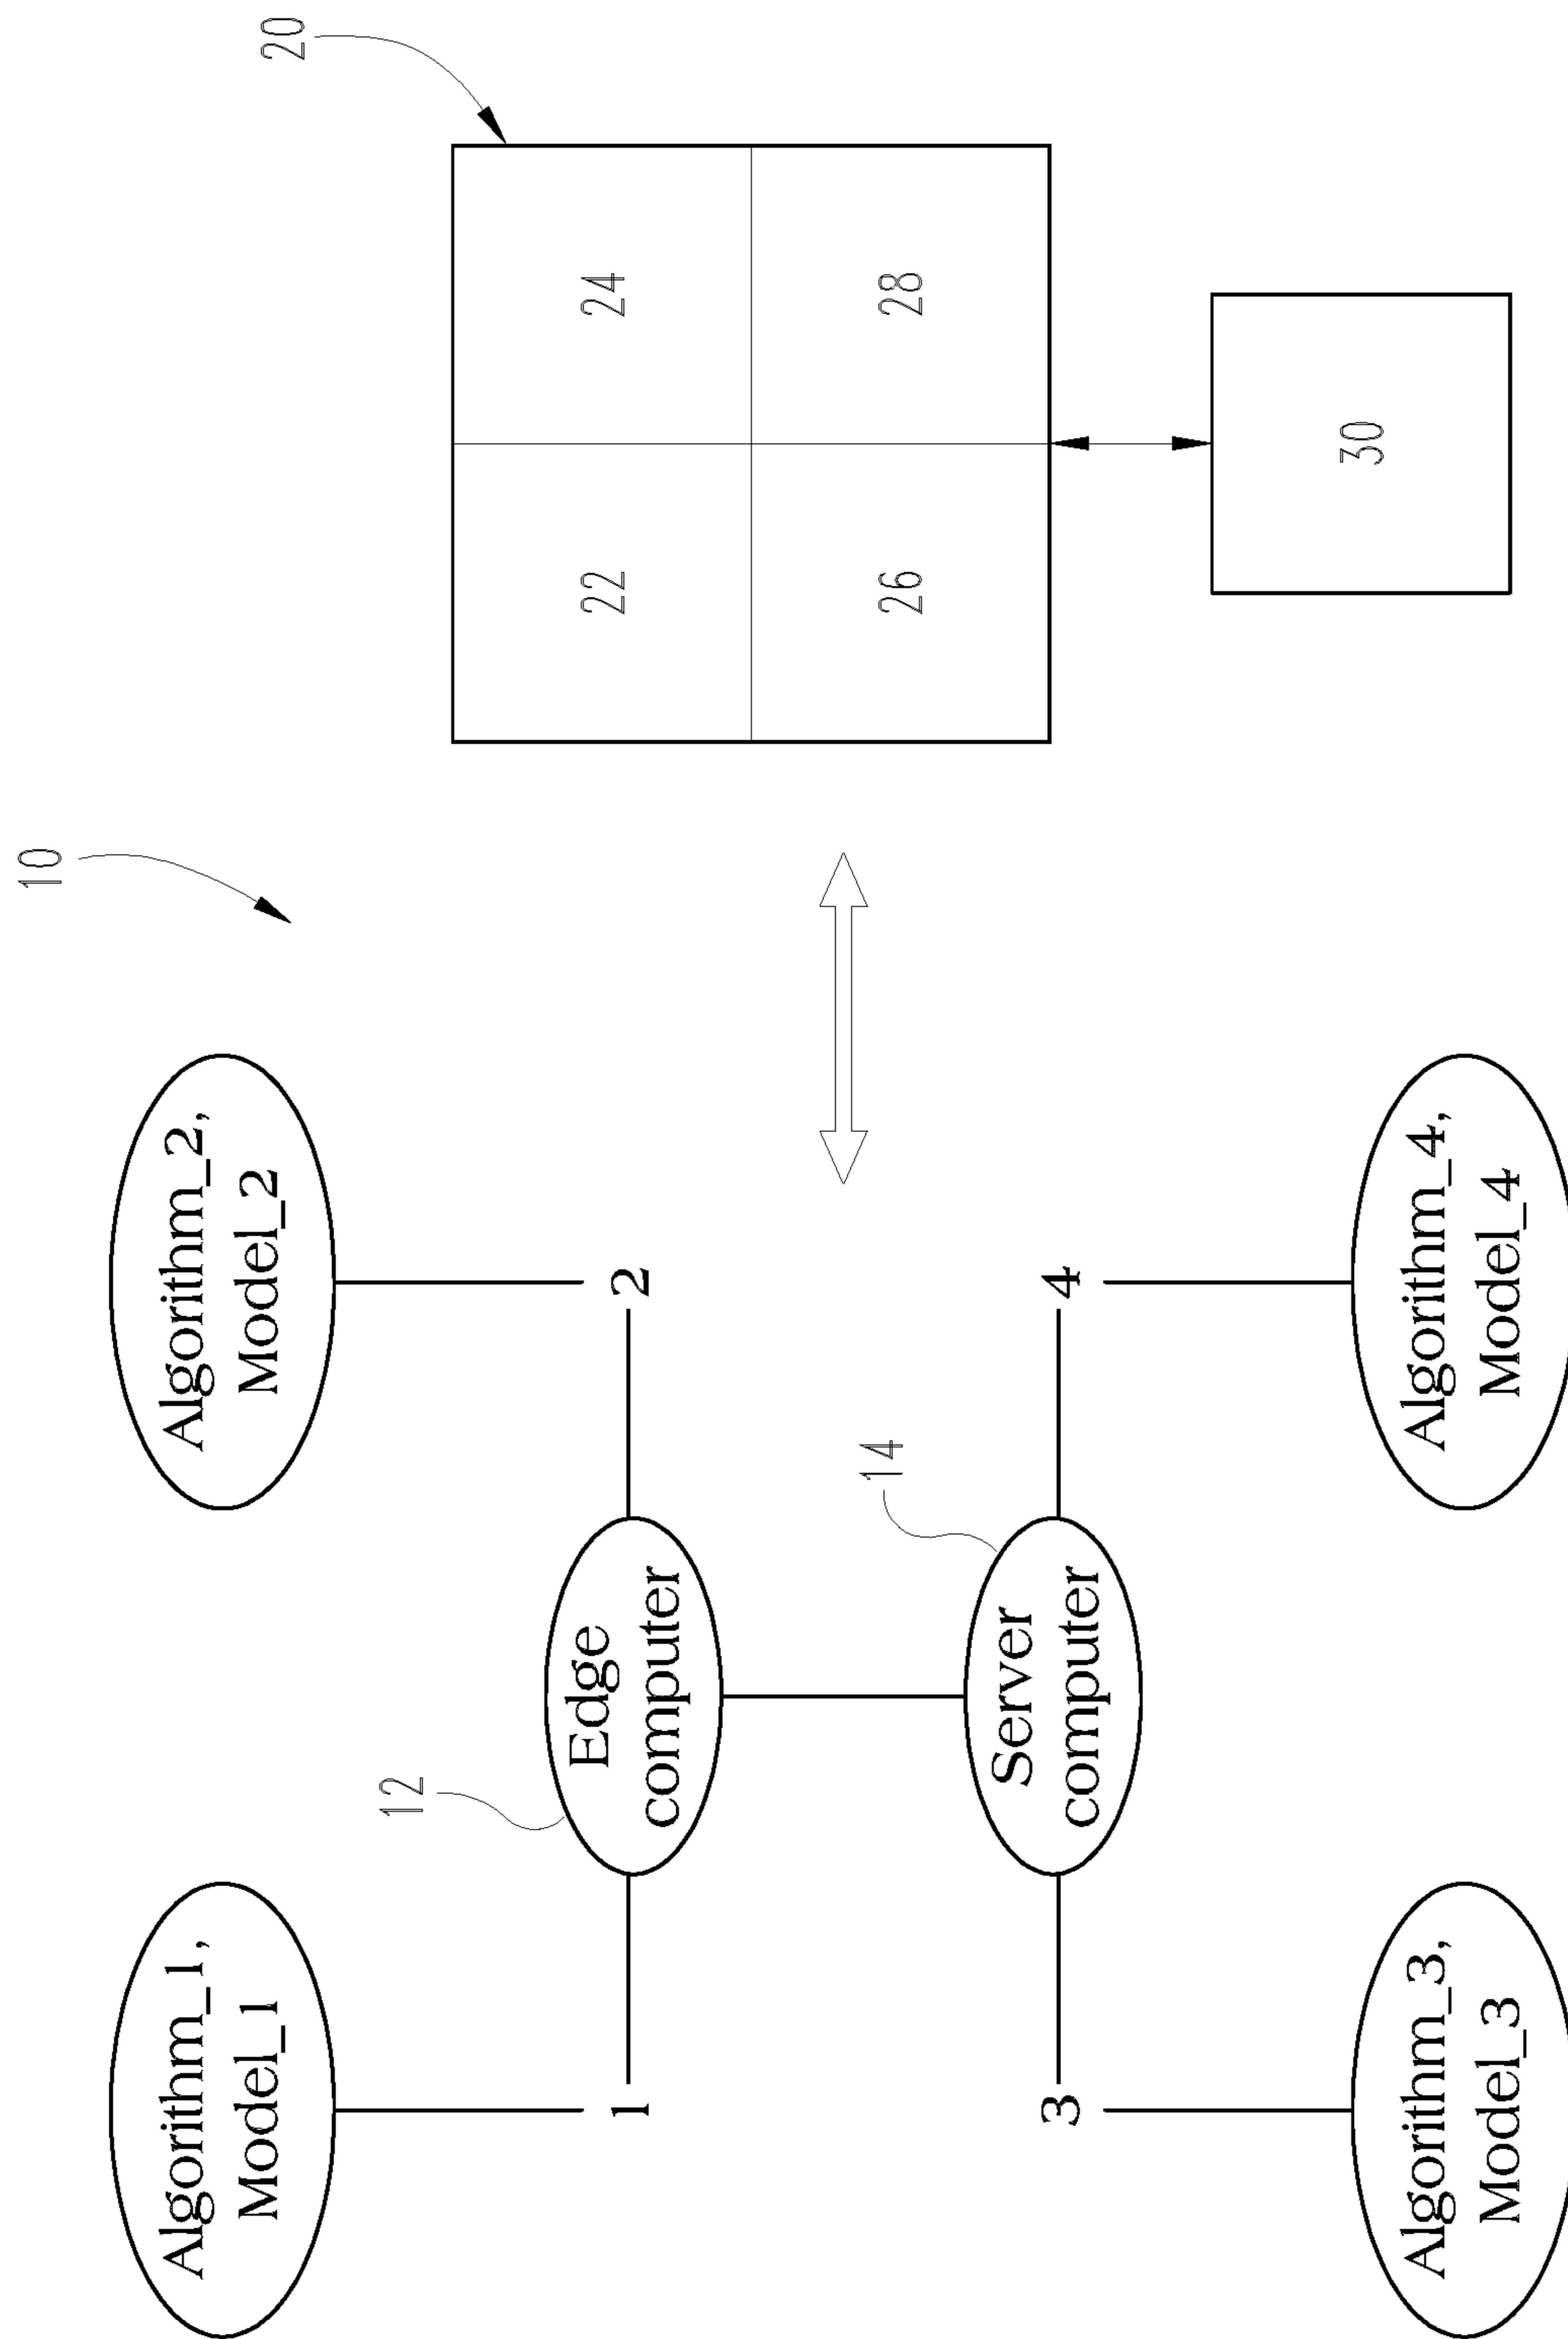 10
20
Algorithm_1,
Model_1
Algorithm_2,
Model_2
12
Edge
computer
1
2
22
24
14
Server
computer
3
4
26
28
Algorithm_3,
Model_3
Algorithm_4,
Model_4
30